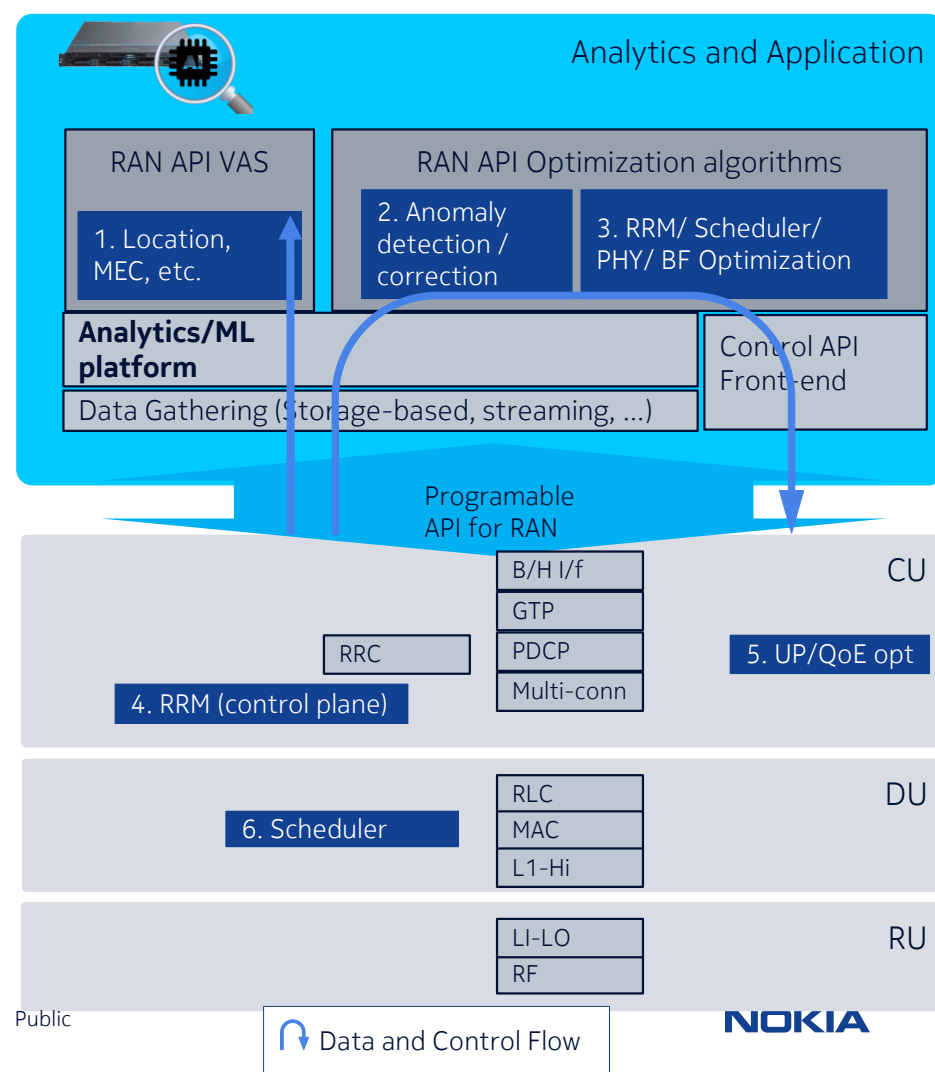 AI
Analytics and Application
RAN API VAS
RAN API Optimization algorithms
1. Location,
MEC, etc.
2. Anomaly
detection /
correction
3. RRM/ Scheduler/
PHY/ BF Optimization
Analytics/ML
platform
Control API
Front-end
Data Gathering (Storage-based, streaming, ...)
Programable
API for RAN
CU
B/H I/f
GTP
RRC
PDCP
5. UP/QoE opt
Multi-conn
4. RRM (control plane)
DU
RLC
6. Scheduler
MAC
L1-Hi
RU
LI-LO
RF
Public
NOKIA
Data and Control Flow